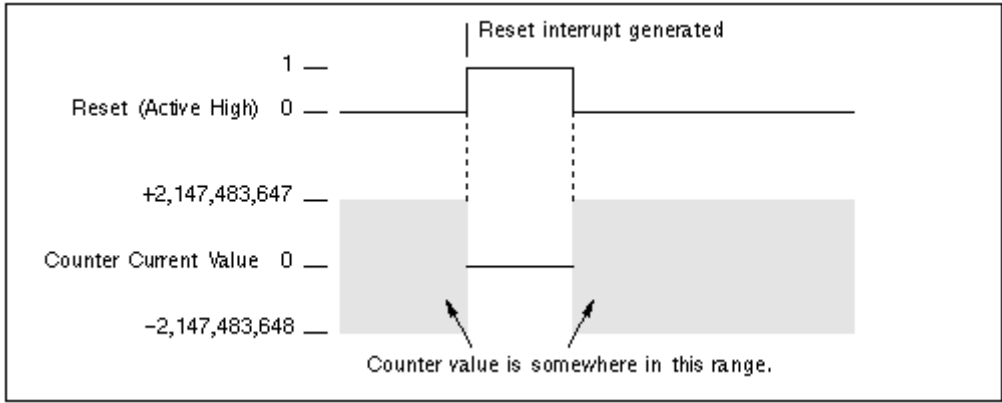 Reset interrupt generated
1
Reset (Active High) 0
+2,147,483,647
Counter Current Value 0
−2,147,483,648
Counter value is somewhere in this range.